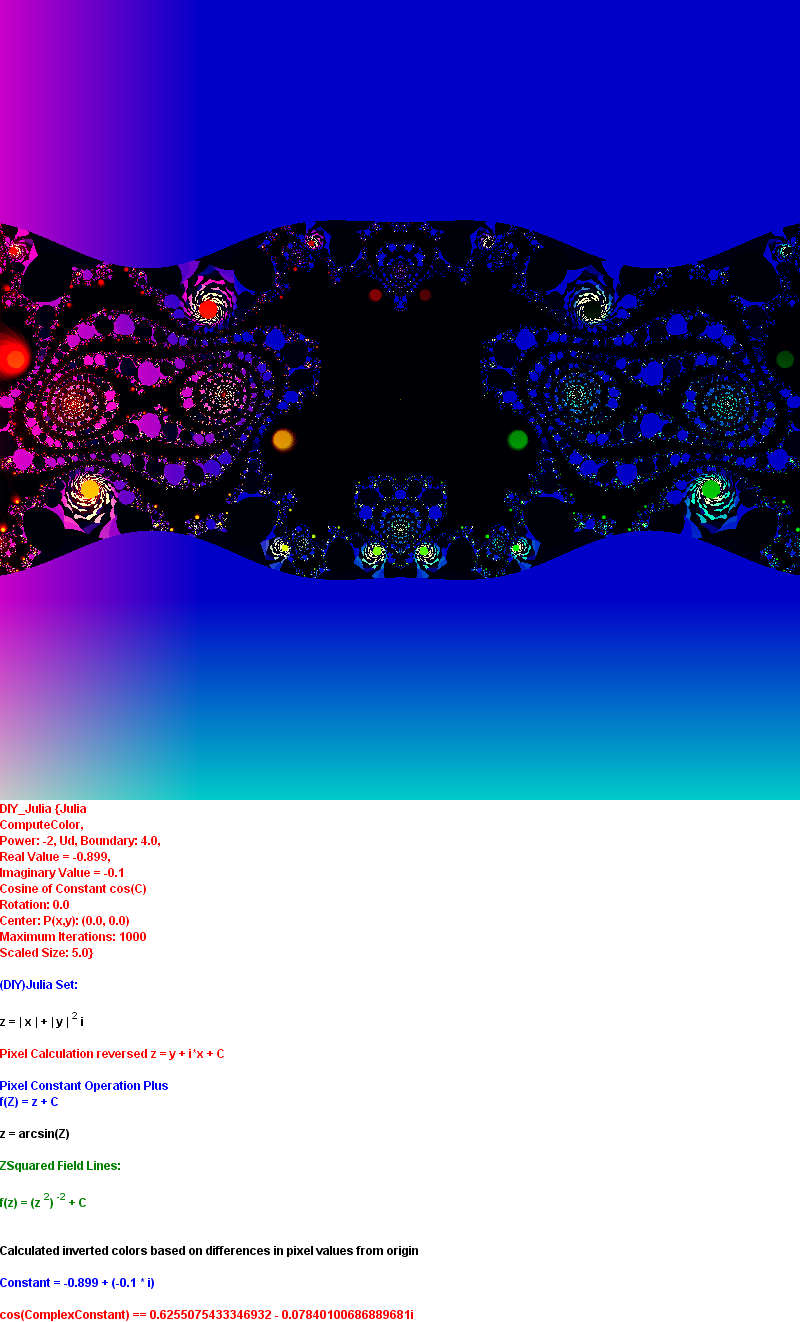 DIY_Julia {Julia
ComputeColor,
Power: -2, Ud, Boundary: 4.0,
Real Value = -0.899,
Imaginary Value = -0.1
Cosine of Constant cos(C)
Rotation: 0.0
Center: P(x,y): (0.0, 0.0)
Maximum Iterations: 1000
Scaled Size: 5.0}
(DIY)Julia Set:
z = | x | + | y | ² i
Pixel Calculation reversed z = y + i*x + C
Pixel Constant Operation Plus
f(Z) = z + C
z = arcsin(Z)
ZSquared Field Lines:
f(z) = (z ²) ⁻² + C
Calculated inverted colors based on differences in pixel values from origin
Constant = -0.899 + (-0.1 * i)
cos(ComplexConstant) == 0.6255075433346932 - 0.07840100686889681i